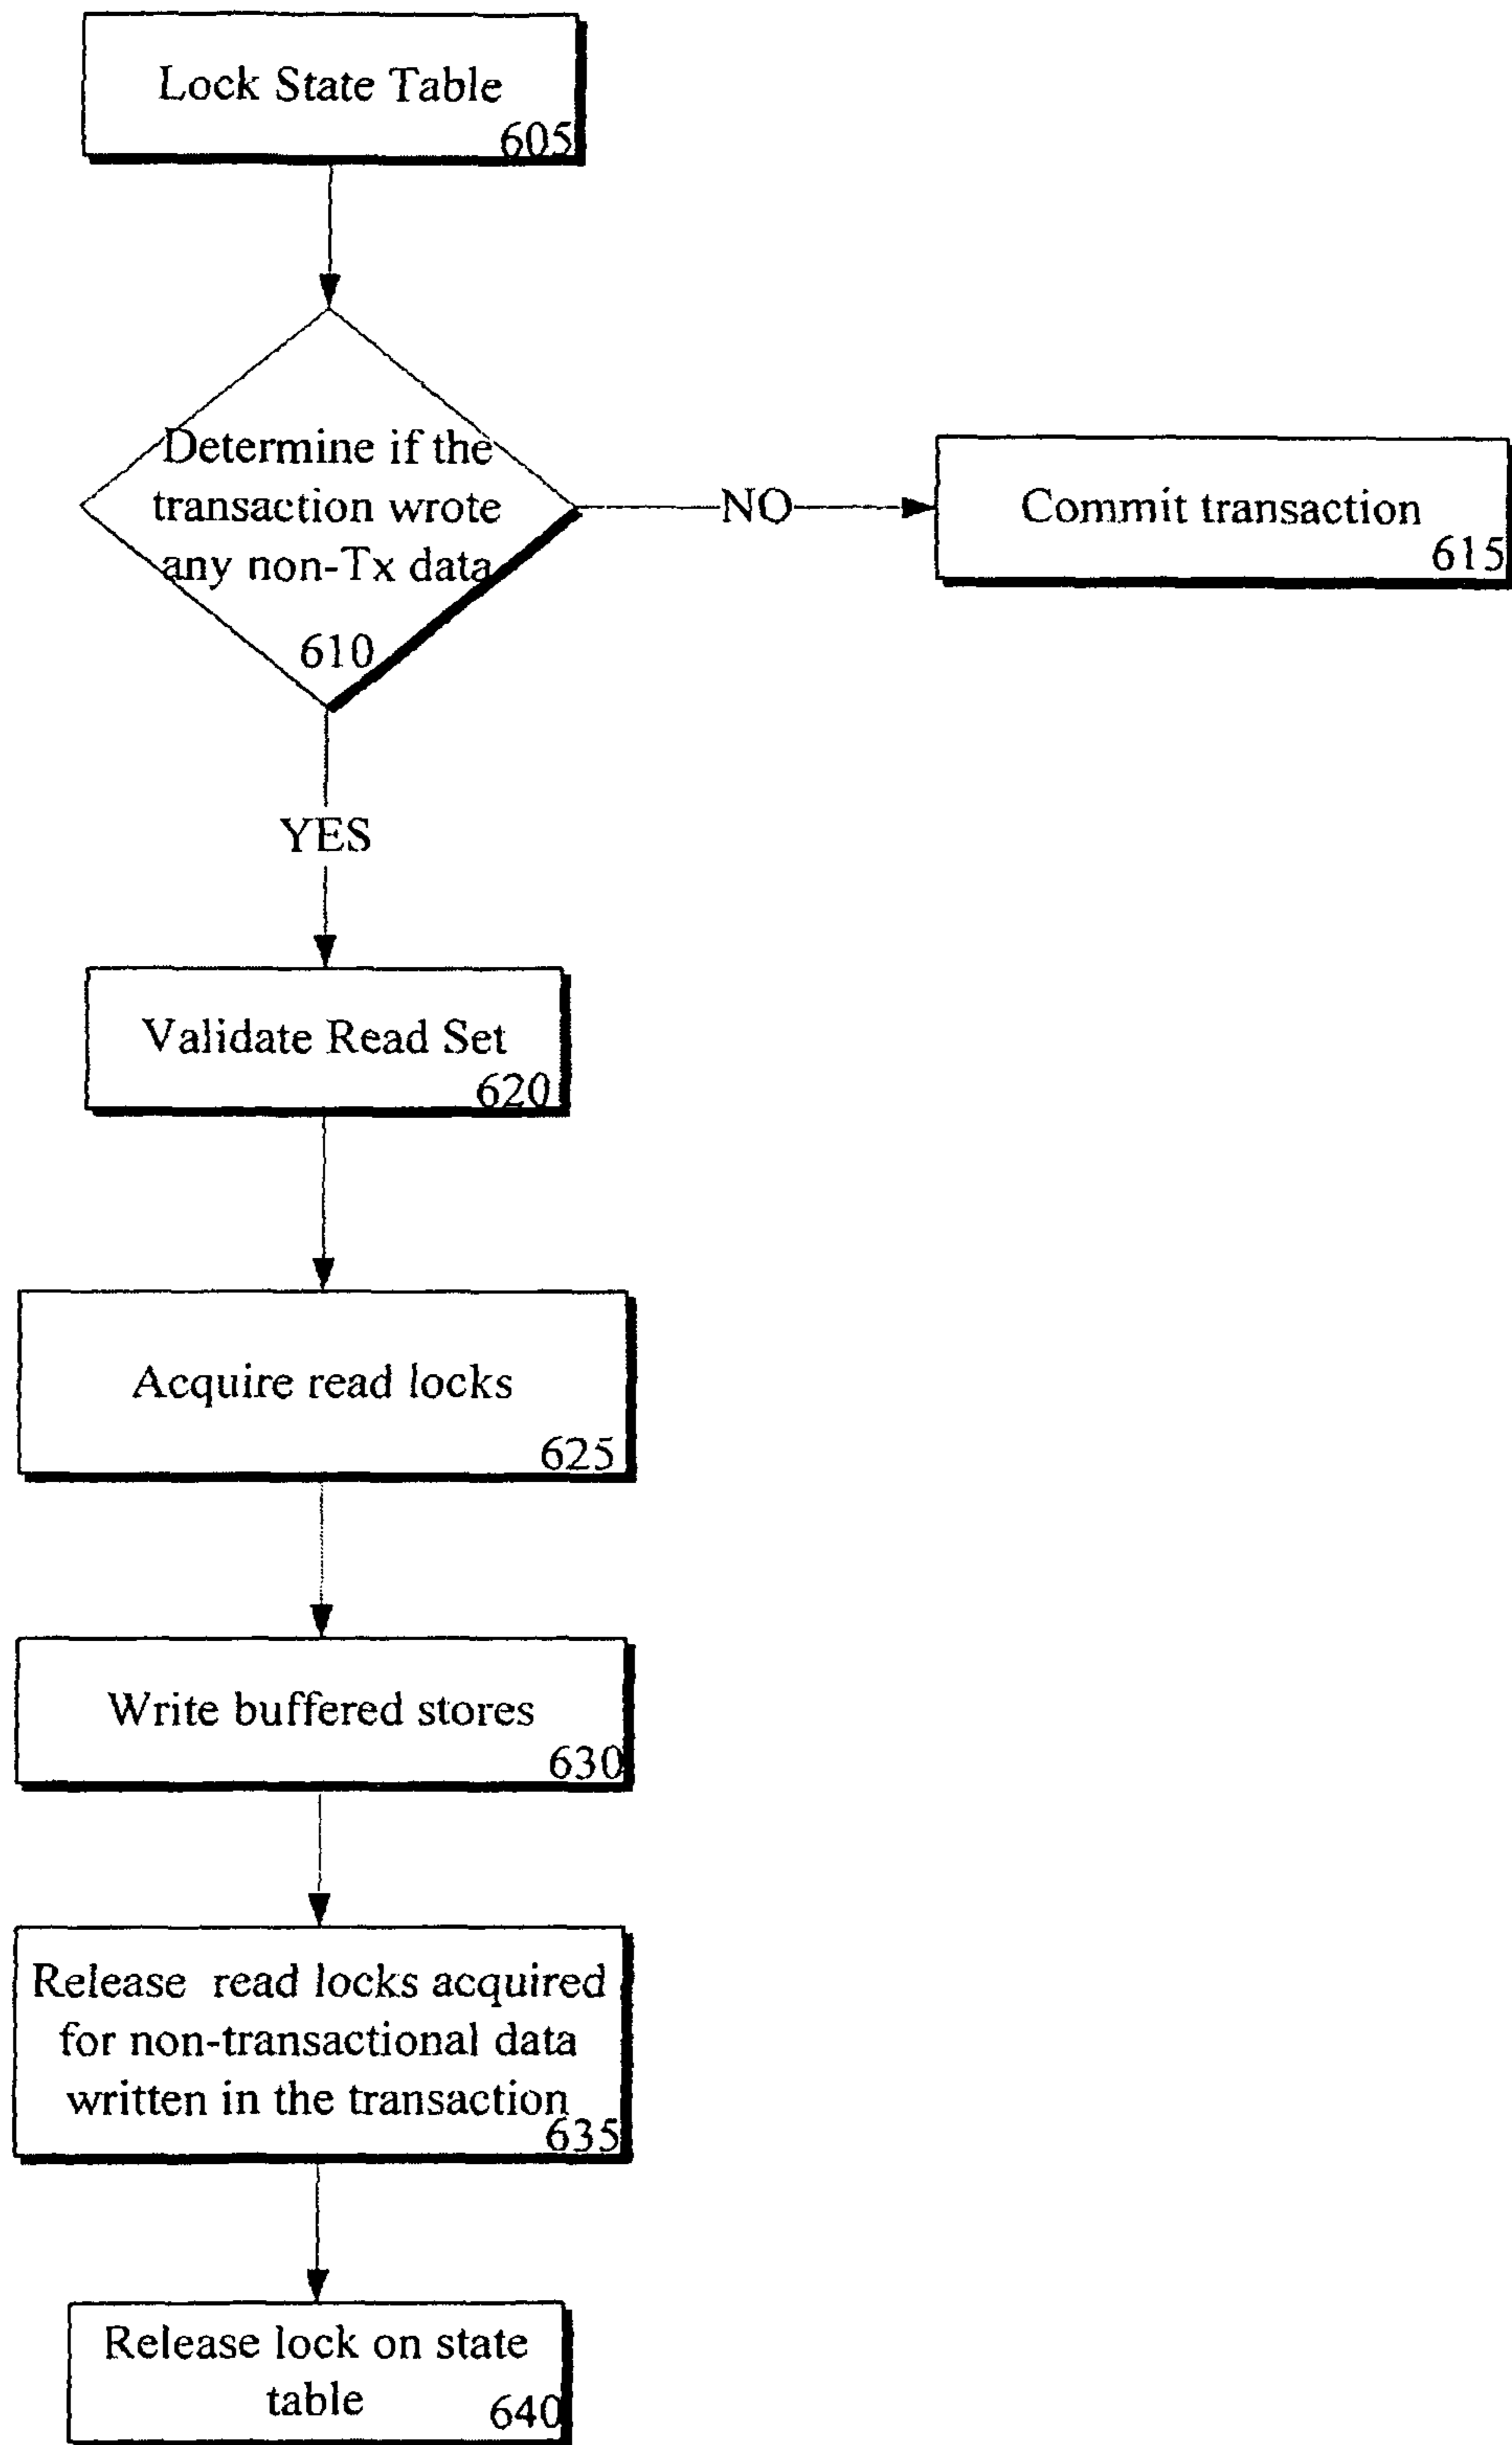 Lock State Table
605
Determine if the
transaction wrote
any non-Tx data
610
NO
Commit transaction
615
YES
Validate Read Set
620
Acquire read locks
625
Write buffered stores
630
Release read locks acquired
for non-transactional data
written in the transaction
635
Release lock on state
table
640